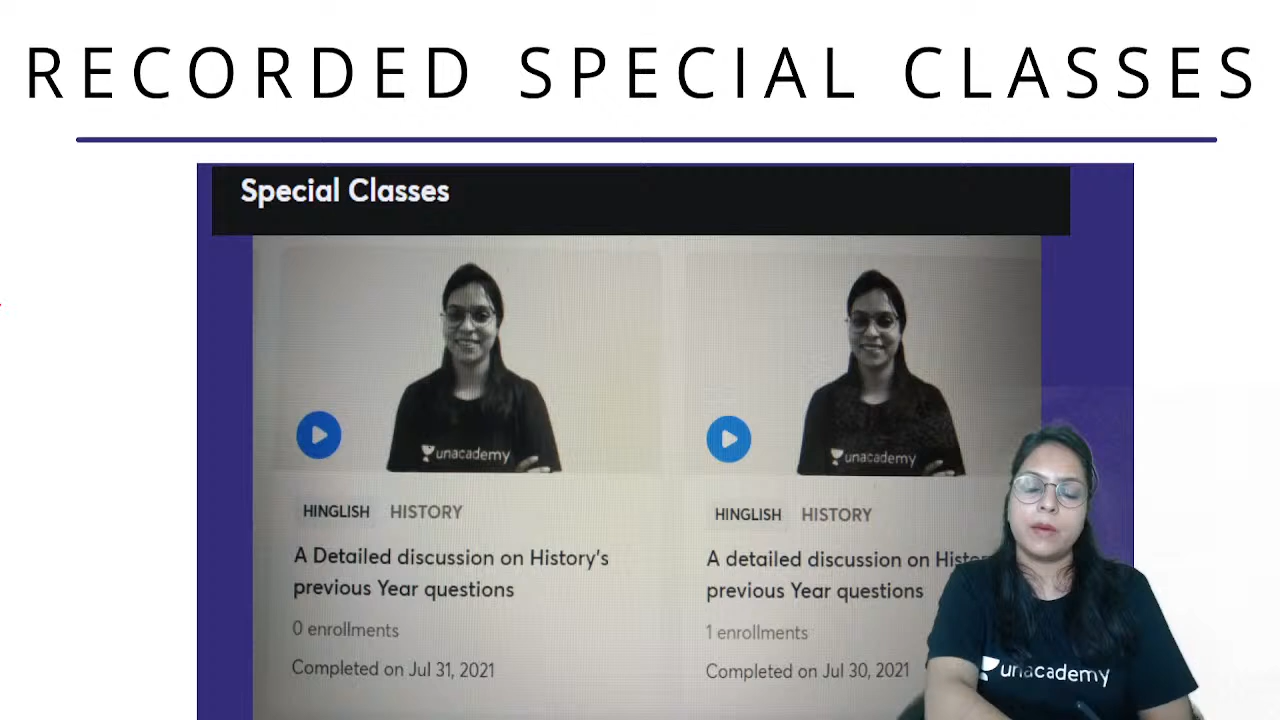 RECORDED SPECIAL CLASSES
Special Classes
unacademy
unacademy
HINGLISH HISTORY
A Detailed discussion on History's
previous Year questions
0 enrollments
Completed on Jul 31, 2021
HINGLISH HISTORY
A detailed discussion on
previous Year questions
1 enrollments
Completed on Jul 30, 2021
unacademy